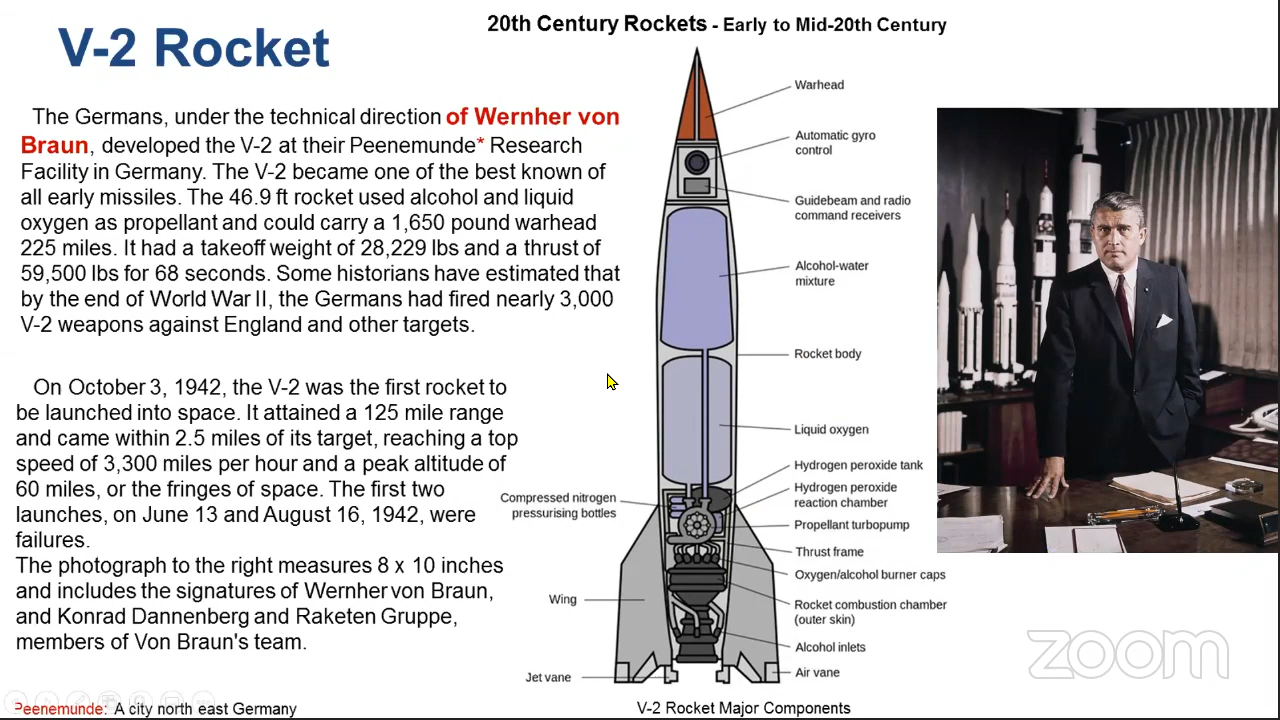 20th Century Rockets - Early to Mid-20th Century
V-2 Rocket
The Germans, under the technical direction of Wernher von
Braun, developed the V-2 at their Peenemunde* Research
Facility in Germany. The V-2 became one of the best known of
all early missiles. The 46.9 ft rocket used alcohol and liquid
oxygen as propellant and could carry a 1,650 pound warhead
225 miles. It had a takeoff weight of 28,229 lbs and a thrust of
59,500 lbs for 68 seconds. Some historians have estimated that
by the end of World War II, the Germans had fired nearly 3,000
V-2 weapons against England and other targets.
On October 3, 1942, the V-2 was the first rocket to
be launched into space. It attained a 125 mile range
and came within 2.5 miles of its target, reaching a top
speed of 3,300 miles per hour and a peak altitude of
60 miles, or the fringes of space. The first two
launches, on June 13 and August 16, 1942, were
failures.
The photograph to the right measures 8 x 10 inches
and includes the signatures of Wernher von Braun,
and Konrad Dannenberg and Raketen Gruppe,
members of Von Braun's team.
Peenemunde: A city north east Germany
Warhead
Automatic gyro
control
Guidebeam and radio
command receivers
Alcohol-water
mixture
Rocket body
Liquid oxygen
Hydrogen peroxide tank
Hydrogen peroxide
reaction chamber
Compressed nitrogen
pressurising bottles
Propellant turbopump
Thrust frame
Oxygen/alcohol burner caps
Wing
Rocket combustion chamber
(outer skin)
Alcohol inlets
Air vane
Jet vane
V-2 Rocket Major Components
zoom